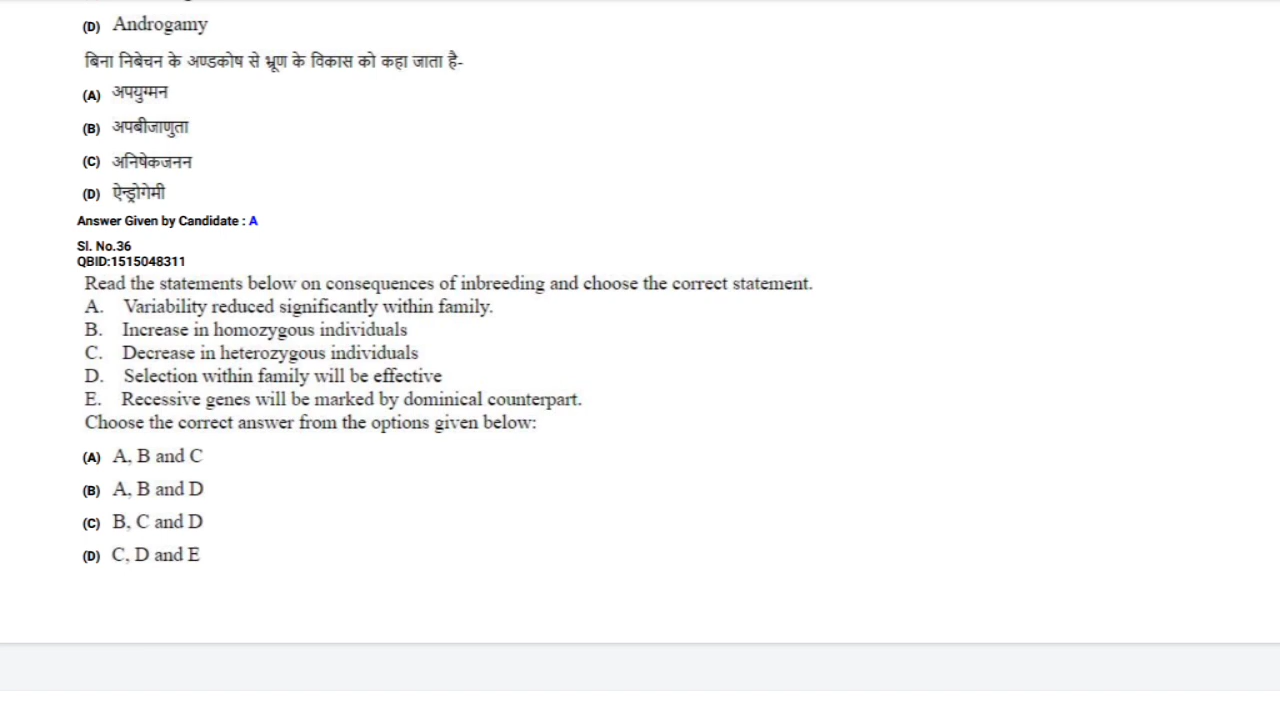 (D) Androgamy
बिना निबेचन के अण्डकोष से भ्रूण के विकास को कहा जाता है-
(A) अपयुग्मन
(B) अपबीजाणुता
(C) अनिषेकजनन
(D) ऐन्ड्रोगेमी
Answer Given by Candidate : A
Sl. No.36
QBID:1515048311
Read the statements below on consequences of inbreeding and choose the correct statement.
A. Variability reduced significantly within family.
B. Increase in homozygous individuals
C. Decrease in heterozygous individuals
D. Selection within family will be effective
E. Recessive genes will be marked by dominical counterpart.
Choose the correct answer from the options given below:
(A) A, B and C
(B) A, B and D
(C) B, C and D
(D) C, D and E